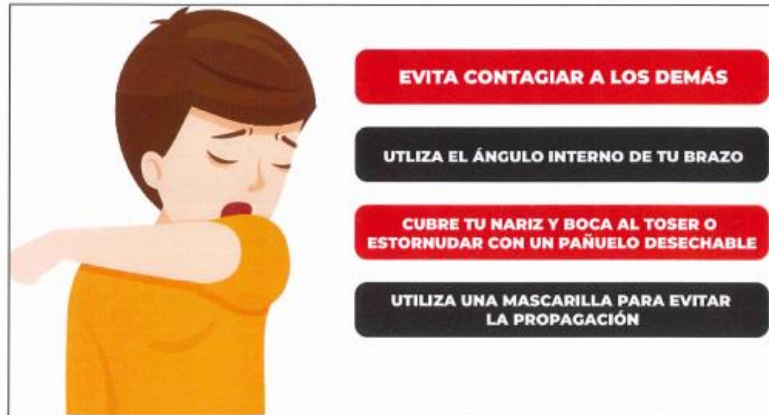 EVITA CONTAGIAR A LOS DEMÁS
UTLIZA EL ÁNGULO INTERNO DE TU BRAZO
CUBRE TU NARIZ Y BOCA AL TOSER O
ESTORNUDAR CON UN PAÑUELO DESECHABLE
UTILIZA UNA MASCARILLA PARA EVITAR
LA PROPAGACIÓN